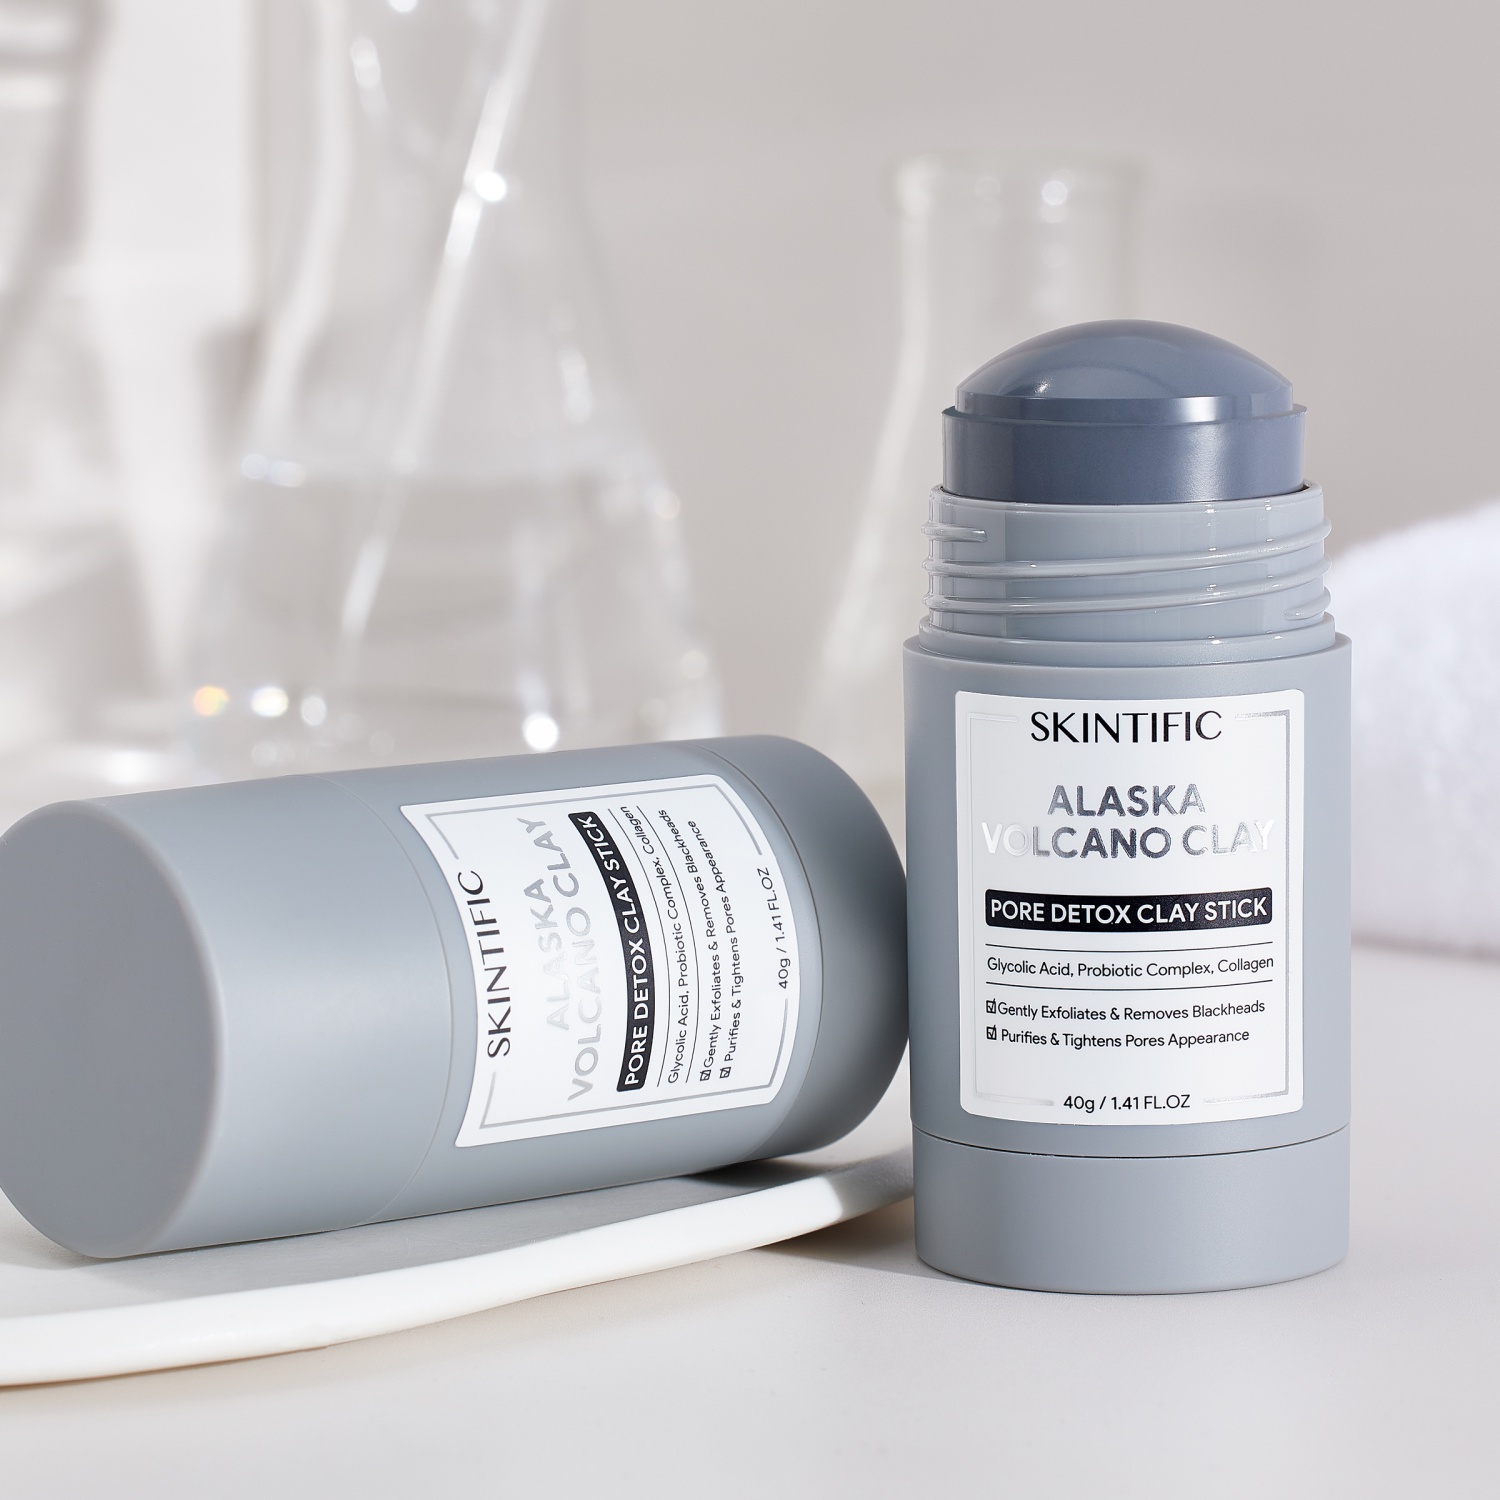 SKINTIFIC
ALASKA
VOLCANO CLAY
PORE DETOX CLAY STICK
Glycolic Acid, Probiotic Complex, Collagen
☑ Gently Exfoliates & Removes Blackheads
☑ Purifies & Tightens Pores Appearance
40g / 1.41 FL.OZ
SKINTIFIC
ALASKA
VOLCANO CLAY
PORE DETOX CLAY STICK
Glycolic Acid, Probiotic Complex, Collagen
☑ Gently Exfoliates & Removes Blackheads
☑ Purifies & Tightens Pores Appearance
40g / 1.41 FL.OZ